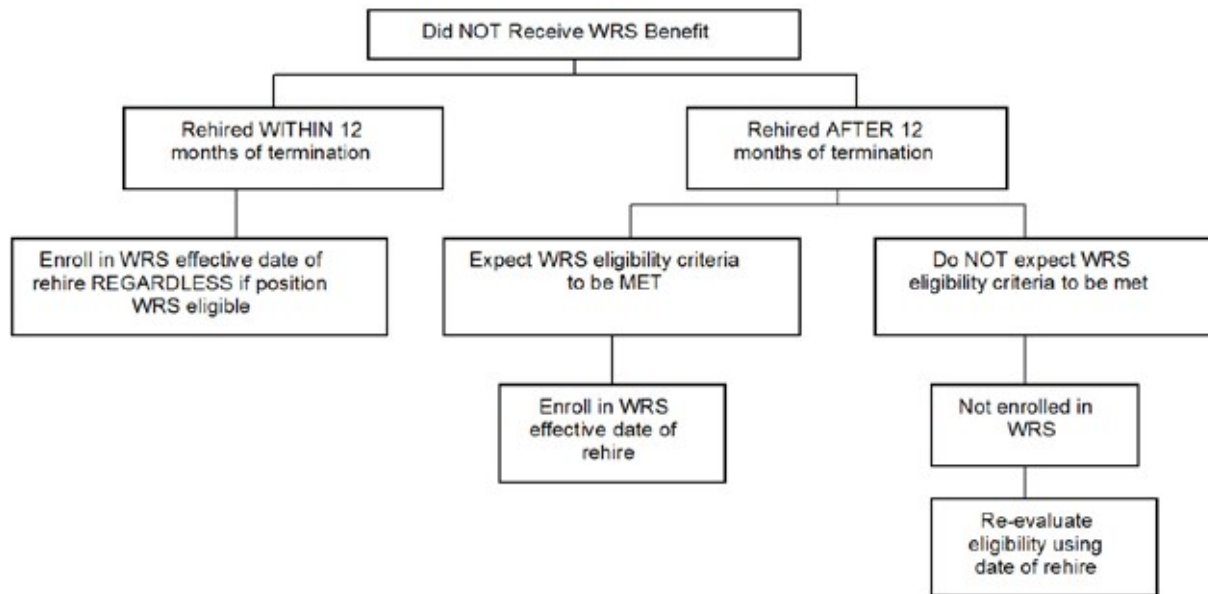 Did NOT Receive WRS Benefit
Rehired WITHIN 12
months of termination
Rehired AFTER 12
months of termination
Enroll in WRS effective date of
rehire REGARDLESS if position
WRS eligible
Expect WRS eligibility criteria
to be MET
Do NOT expect WRS
eligibility criteria to be met
Enroll in WRS
effective date of
rehire
Not enrolled in
WRS
Re-evaluate
eligibility using
date of rehire